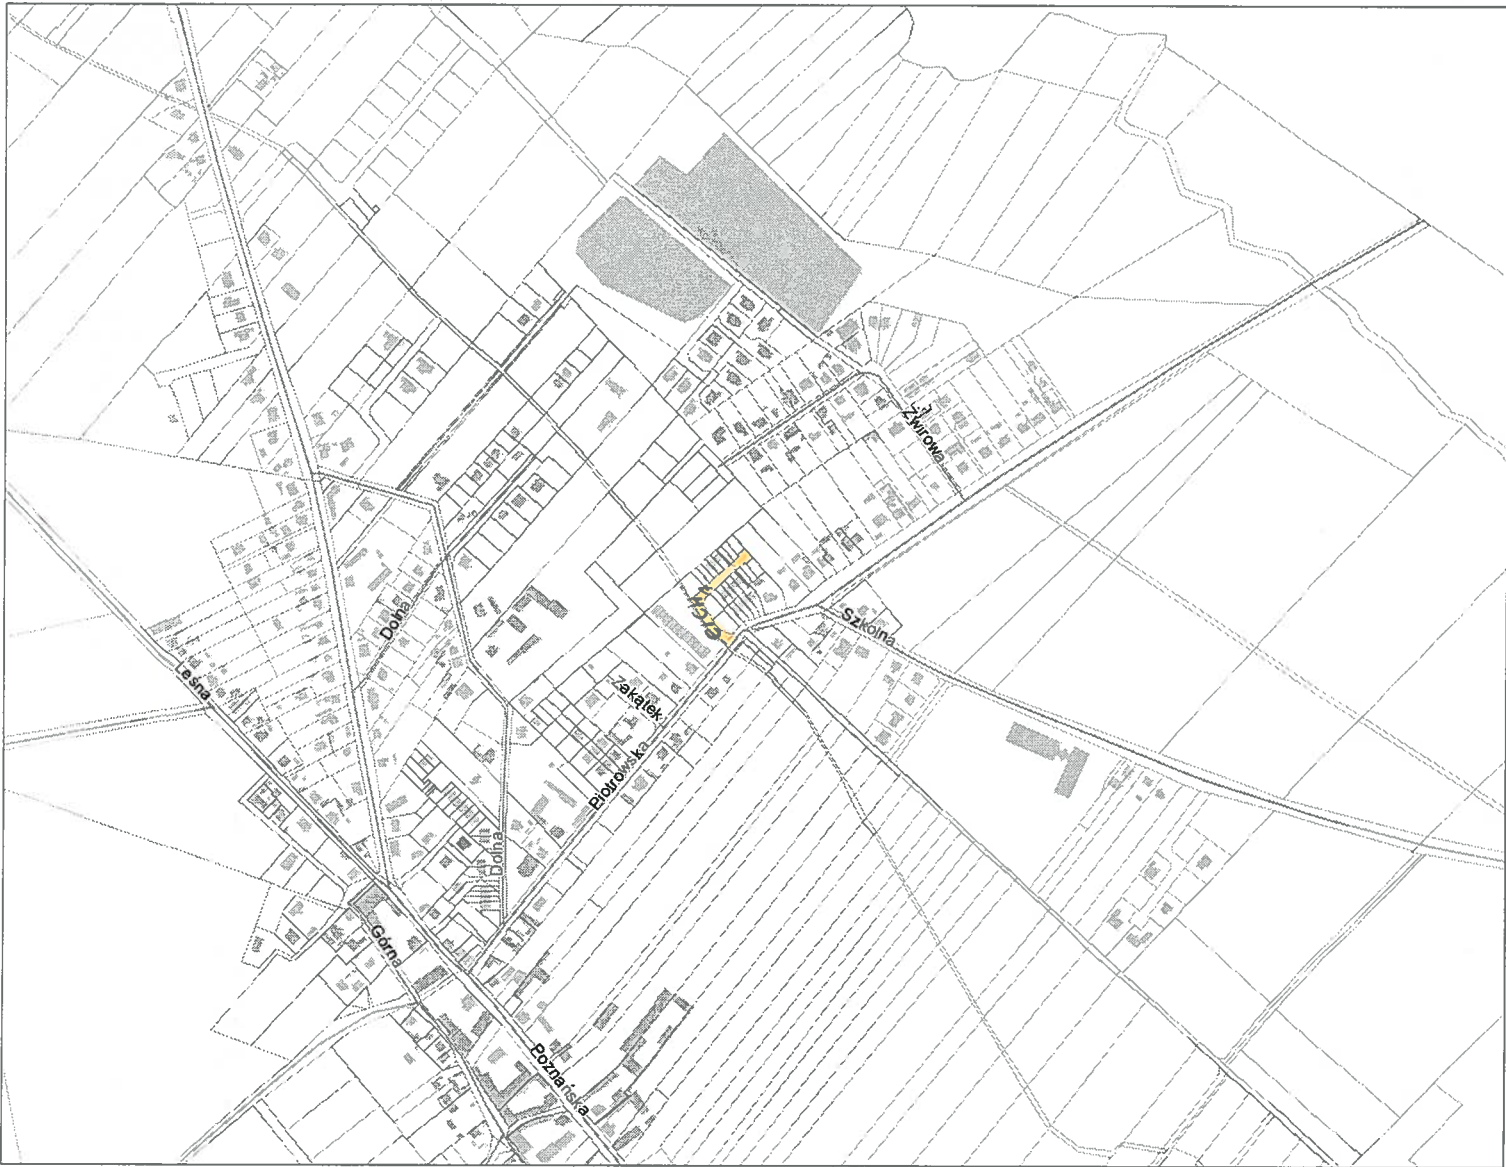 Żwirowa
Dolna
Szkolna
Leśna
Zakątek
Piotrowska
Dolna
Górna
Poznańska